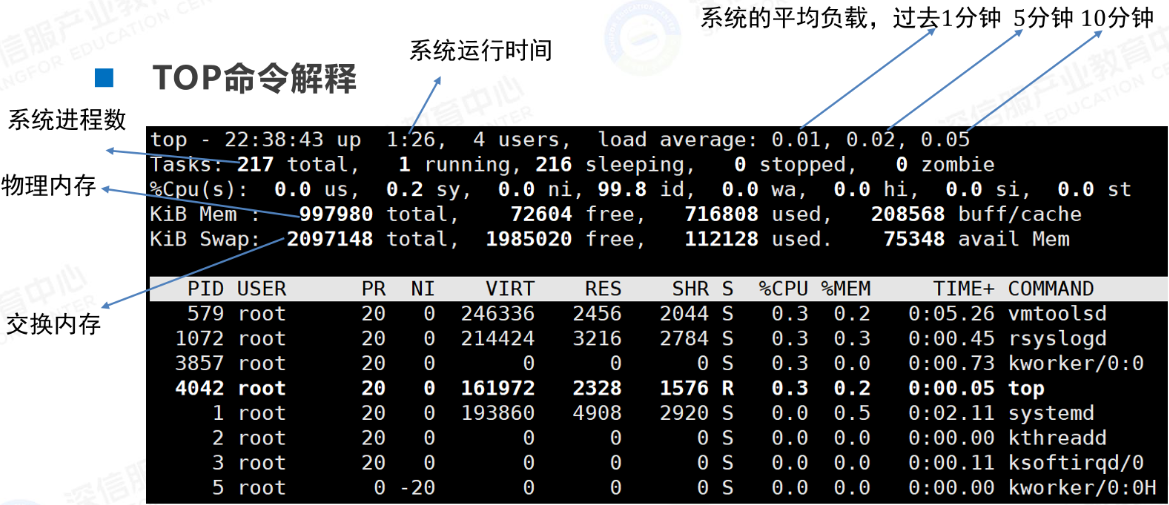 系统的平均负载，过去1分钟 5分钟 10分钟
系统运行时间
■ TOP命令解释
系统进程数
top - 22:38:43 up  1:26,  4 users,  load average: 0.01, 0.02, 0.05
Tasks: 217 total,   1 running, 216 sleeping,   0 stopped,   0 zombie
物理内存
%Cpu(s):  0.0 us,  0.2 sy,  0.0 ni, 99.8 id,  0.0 wa,  0.0 hi,  0.0 si,  0.0 st
KiB Mem :   997980 total,    72604 free,   716808 used,   208568 buff/cache
KiB Swap:  2097148 total,  1985020 free,   112128 used.    75348 avail Mem
交换内存
PID USER      PR  NI    VIRT    RES    SHR S  %CPU %MEM     TIME+ COMMAND
579 root      20   0  246336   2456   2044 S   0.3  0.2   0:05.26 vmtoolsd
1072 root      20   0  214424   3216   2784 S   0.3  0.3   0:00.45 rsyslogd
3857 root      20   0       0      0      0 S   0.3  0.0   0:00.73 kworker/0:0
4042 root      20   0  161972   2328   1576 R   0.3  0.2   0:00.05 top
1 root      20   0  193860   4908   2920 S   0.0  0.5   0:02.11 systemd
2 root      20   0       0      0      0 S   0.0  0.0   0:00.00 kthreadd
3 root      20   0       0      0      0 S   0.0  0.0   0:00.11 ksoftirqd/0
5 root       0 -20       0      0      0 S   0.0  0.0   0:00.00 kworker/0:0H